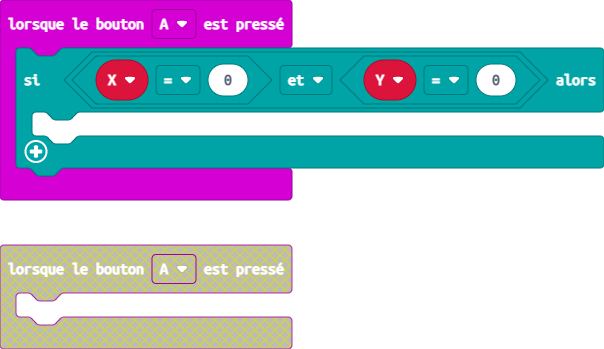 lorsque le bouton A est pressé
si X = 0 et Y = 0 alors
lorsque le bouton A est pressé